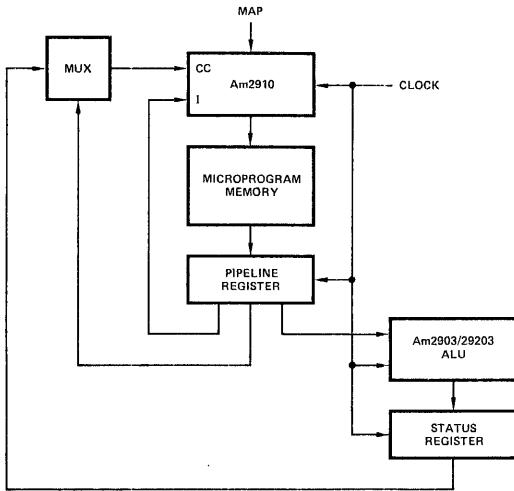 MAP
MUX
CC
Am2910
I
CLOCK
MICROPROGRAM
MEMORY
PIPELINE
REGISTER
Am2903/29203
ALU
STATUS
REGISTER